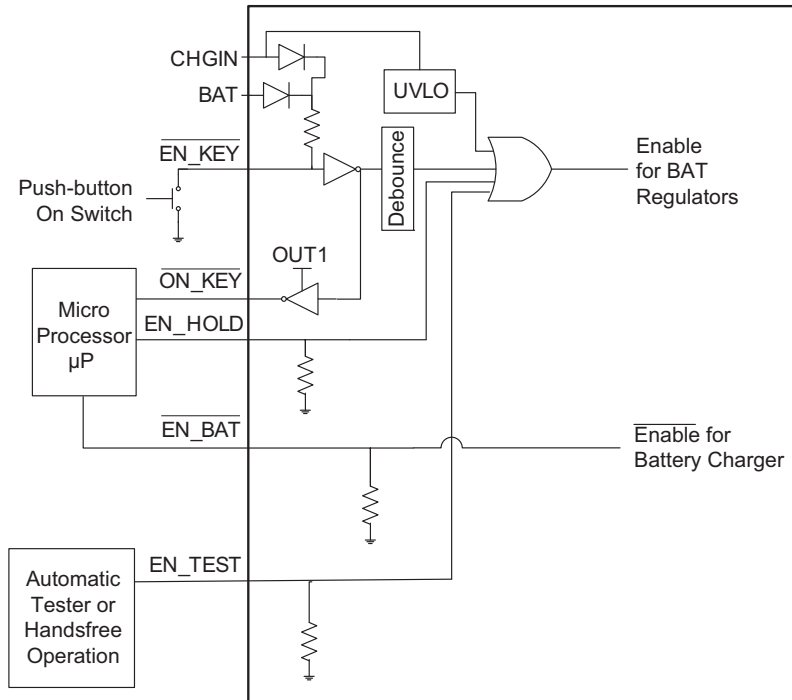 CHGIN
BAT
UVLO
EN_KEY
Debounce
Enable
for BAT
Regulators
Push-button
On Switch
OUT1
ON_KEY
Micro
Processor
µP
EN_HOLD
EN_BAT
Enable for
Battery Charger
EN_TEST
Automatic
Tester or
Handsfree
Operation